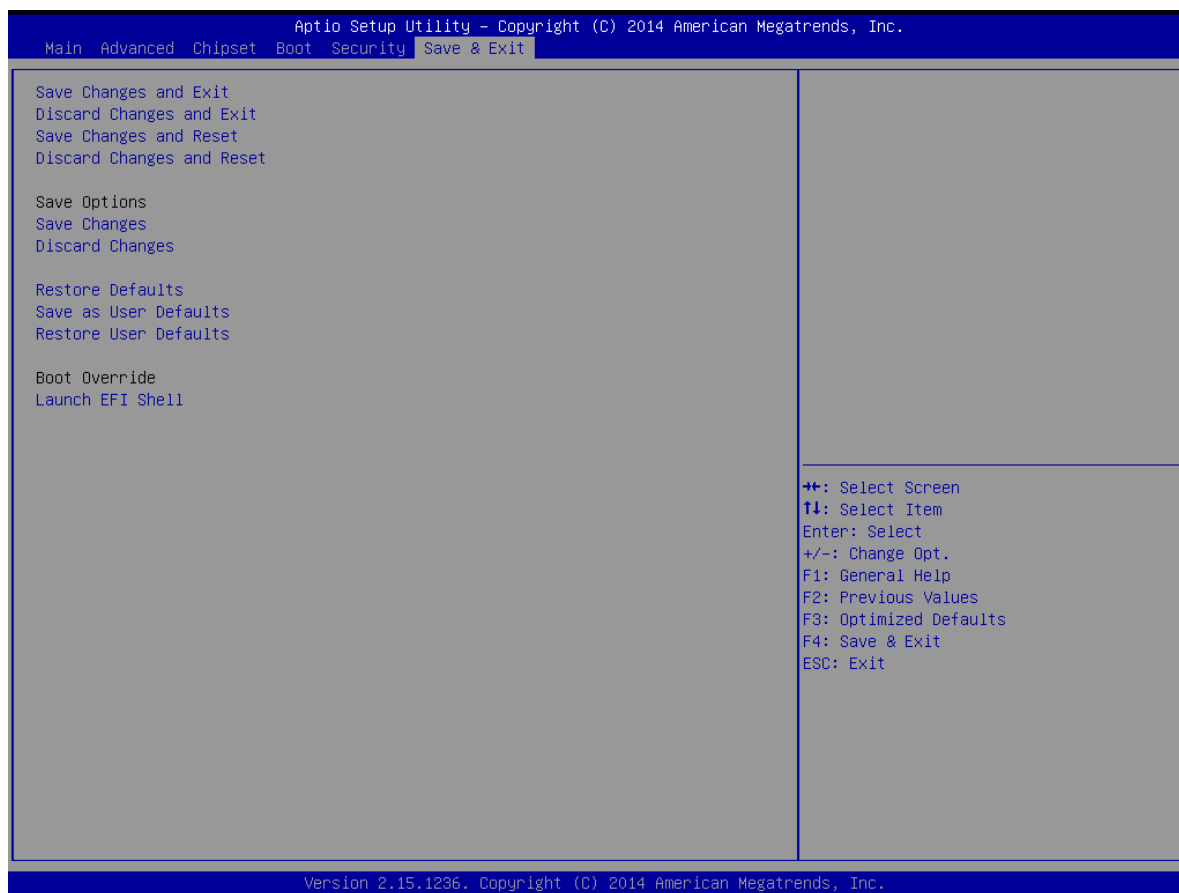 Aptio Setup Utility – Copyright (C) 2014 American Megatrends, Inc.
Main Advanced Chipset Boot Security Save & Exit
Save Changes and Exit
Discard Changes and Exit
Save Changes and Reset
Discard Changes and Reset
Save Options
Save Changes
Discard Changes
Restore Defaults
Save as User Defaults
Restore User Defaults
Boot Override
Launch EFI Shell
→←: Select Screen
↑↓: Select Item
Enter: Select
+/-: Change Opt.
F1: General Help
F2: Previous Values
F3: Optimized Defaults
F4: Save & Exit
ESC: Exit
Version 2.15.1236. Copyright (C) 2014 American Megatrends, Inc.